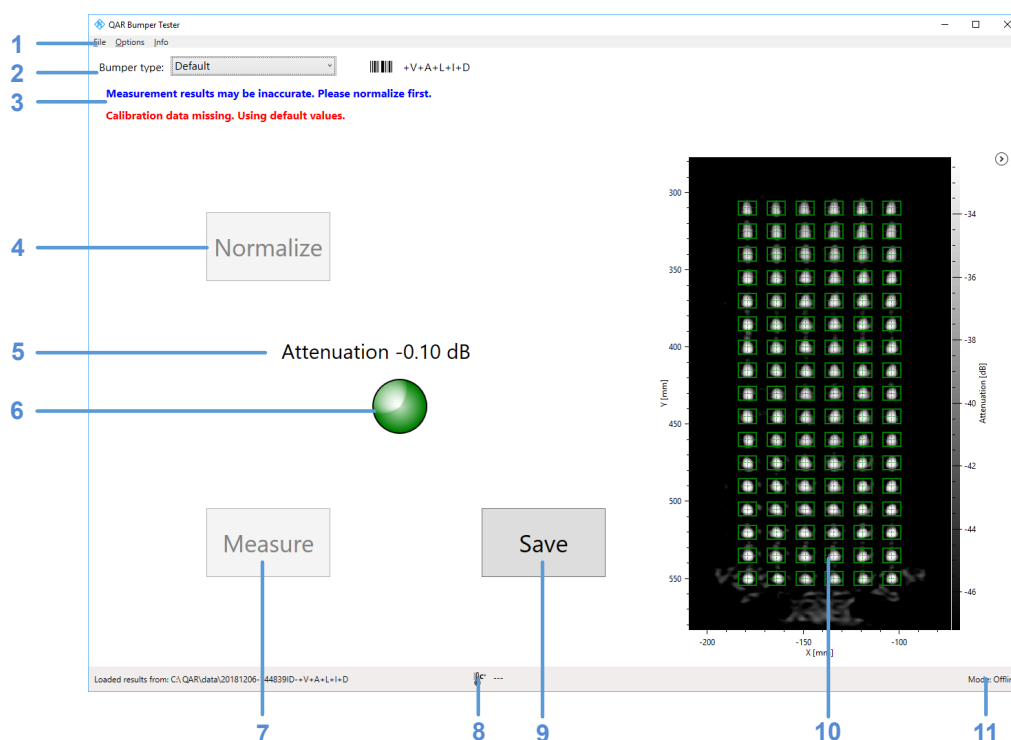 QAR Bumper Tester
1
File Options Info
2
Bumper type: Default +V+A+L+I+D
3
Measurement results may be inaccurate. Please normalize first.
Calibration data missing. Using default values.
4
Normalize
5
Attenuation -0.10 dB
6
Measure
Save
300
350
400
450
500
550
Y [mm]
-200
-150
-100
X [mm]
-34
-36
-38
-40
-42
-44
-46
Attenuation [dB]
Loaded results from: C:\QAR\data\20181206-144839ID-+V+A+L+I+D
C° ---
Mode: Offlin
7
8
9
10
11